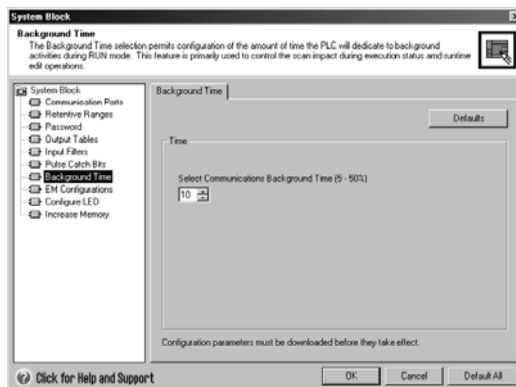 System Block
Background Time
The Background Time selection permits configuration of the amount of time the PLC will dedicate to background
activities during RUN mode. This feature is primarily used to control the scan impact during execution status amd runtime
edit operations.
System Block
Communication Ports
Retentive Ranges
Password
Output Tables
Input Filters
Pulse Catch Bits
Background Time
EM Configurations
Configure LED
Increase Memory
Background Time
Defaults
Time
Select Communications Background Time (5 - 50%)
10
Configuration parameters must be downloaded before they take effect.
Click for Help and Support
OK
Cancel
Default All